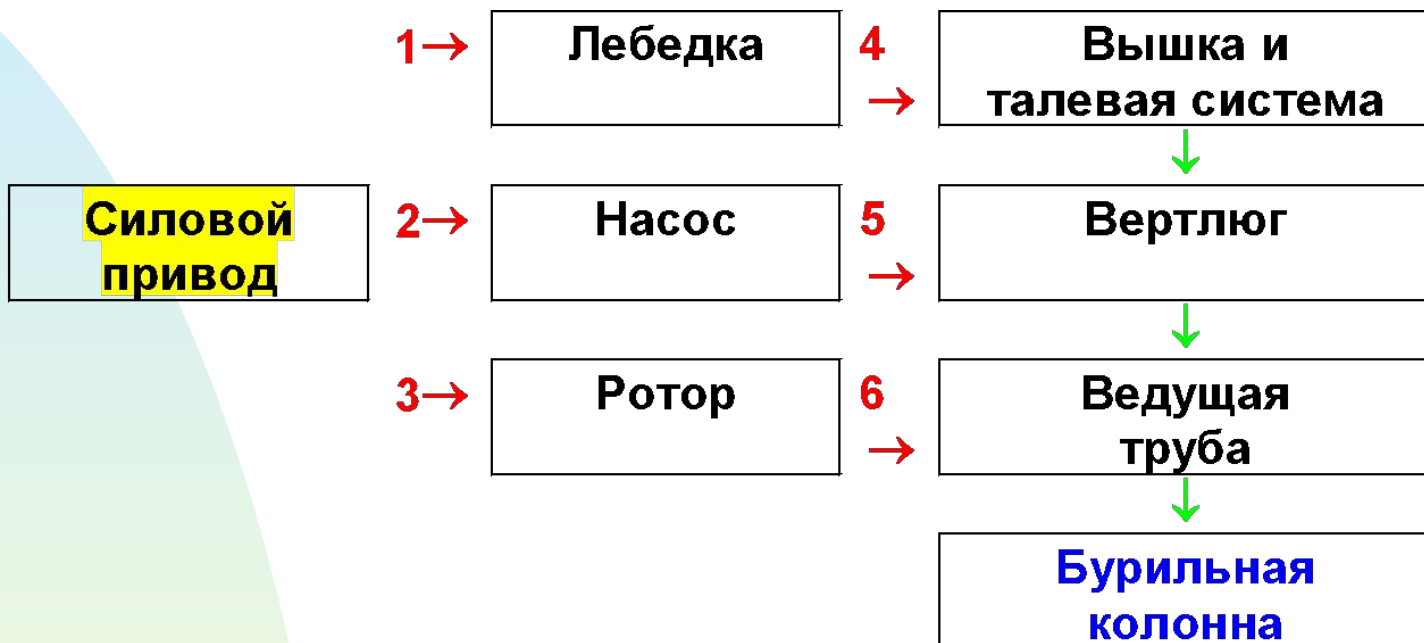 1→ Лебедка 4 → Вышка и
талевая система
↓
Силовой
привод
2→ Насос 5 → Вертлюг
↓
3→ Ротор 6 → Ведущая
труба
↓
Бурильная
колонна